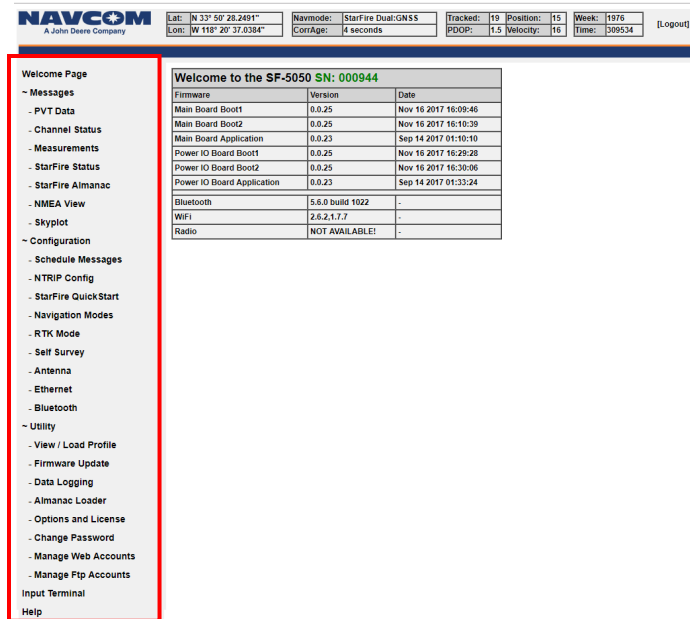 NAVCOM
A John Deere Company
Lat: N 33° 50' 28.2491"
Lon: W 118° 20' 37.0384"
Navmode: StarFire Dual:GNSS
CorrAge: 4 seconds
Tracked: 19 Position: 15
PDOP: 1.5 Velocity: 16
Week: 1976
Time: 309534
[Logout]
Welcome Page
~ Messages
- PVT Data
- Channel Status
- Measurements
- StarFire Status
- StarFire Almanac
- NMEA View
- Skyplot
~ Configuration
- Schedule Messages
- NTRIP Config
- StarFire QuickStart
- Navigation Modes
- RTK Mode
- Self Survey
- Antenna
- Ethernet
- Bluetooth
~ Utility
- View / Load Profile
- Firmware Update
- Data Logging
- Almanac Loader
- Options and License
- Change Password
- Manage Web Accounts
- Manage Ftp Accounts
Input Terminal
Help
Welcome to the SF-5050 SN: 000944
Firmware Version Date
Main Board Boot1 0.0.25 Nov 16 2017 16:09:46
Main Board Boot2 0.0.25 Nov 16 2017 16:10:39
Main Board Application 0.0.23 Sep 14 2017 01:10:10
Power IO Board Boot1 0.0.25 Nov 16 2017 16:29:28
Power IO Board Boot2 0.0.25 Nov 16 2017 16:30:06
Power IO Board Application 0.0.23 Sep 14 2017 01:33:24
Bluetooth 5.6.0 build 1022 -
WiFi 2.6.2,1.7.7 -
Radio NOT AVAILABLE! -